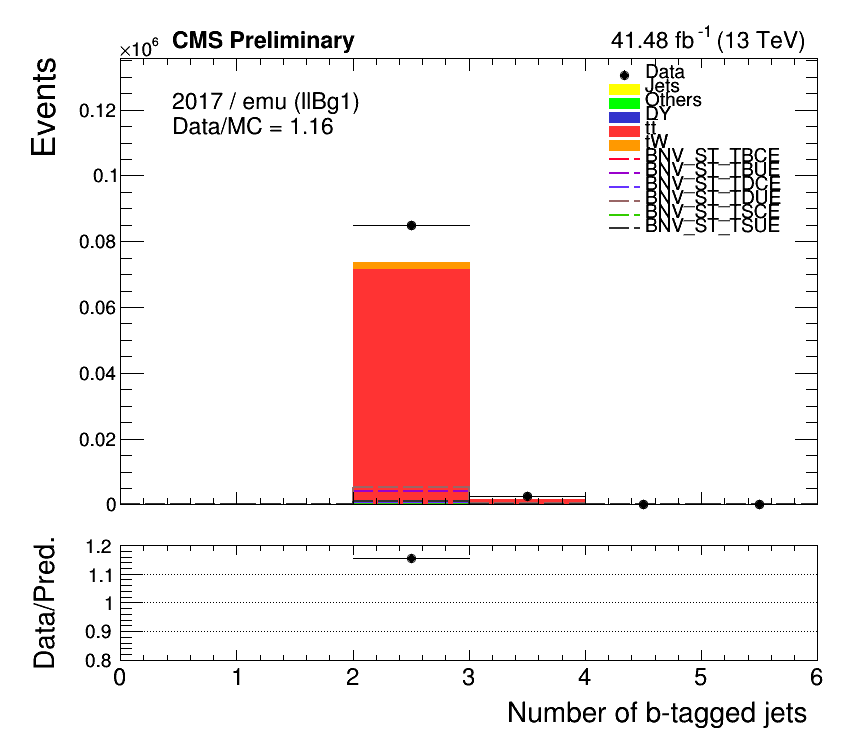 ×10⁶ CMS Preliminary 41.48 fb⁻¹ (13 TeV)
Events
2017 / emu (llBg1)
Data/MC = 1.16
Data
Jets
Others
DY
tt
tW
BNV_ST_TBCE
BNV_ST_TBUE
BNV_ST_TDCE
BNV_ST_TDUE
BNV_ST_TSCE
BNV_ST_TSUE
0.12
0.1
0.08
0.06
0.04
0.02
0
Data/Pred.
1.2
1.1
1
0.9
0.8
0 1 2 3 4 5 6
Number of b-tagged jets